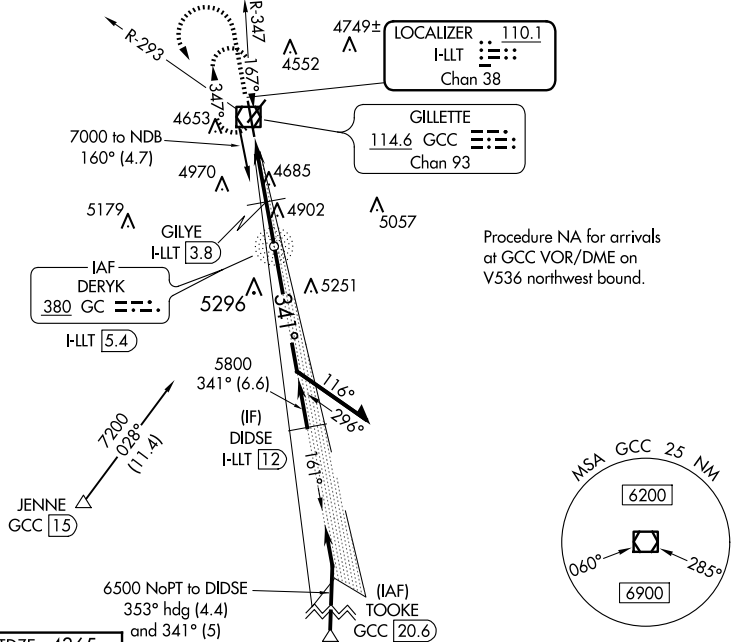 R-293
R-347
4749±
4552
LOCALIZER 110.1
I-LLT
Chan 38
167°
347°
4653
GILLETTE
114.6 GCC
Chan 93
7000 to NDB
160° (4.7)
4970
4685
5179
4902
5057
GILYE
I-LLT 3.8
Procedure NA for arrivals
at GCC VOR/DME on
V536 northwest bound.
IAF
DERYK
380 GC
I-LLT 5.4
5296
5251
341°
5800
341° (6.6)
116°
296°
(IF)
DIDSE
I-LLT 12
161°
7200
028°
(11.4)
JENNE
GCC 15
MSA GCC 25 NM
6200
060°
285°
6900
6500 NoPT to DIDSE
353° hdg (4.4)
and 341° (5)
(IAF)
TOOKE
GCC 20.6